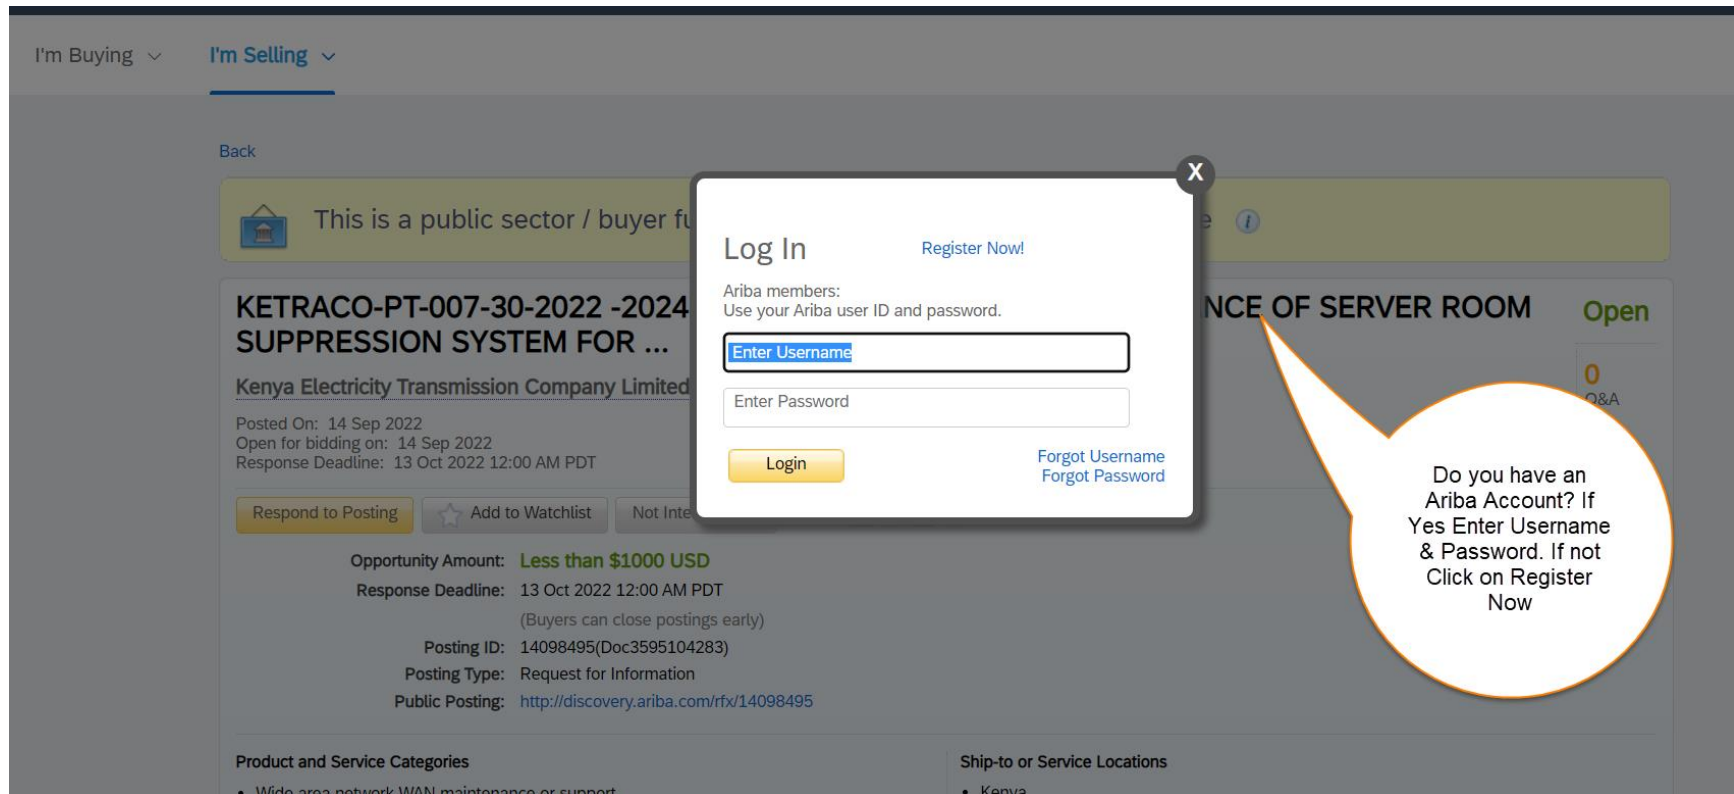 I'm Buying
I'm Selling
Back
X
This is a public sector / buyer
Log In
Register Now!
Ariba members:
Use your Ariba user ID and password.
Enter Username
Enter Password
Login
Forgot Username
Forgot Password
KETRACO-PT-007-30-2022 -2024 OF SERVER ROOM
SUPPRESSION SYSTEM FOR ...
Open
Kenya Electricity Transmission Company Limited
0
Q&A
Posted On: 14 Sep 2022
Open for bidding on: 14 Sep 2022
Response Deadline: 13 Oct 2022 12:00 AM PDT
Respond to Posting
Add to Watchlist
Not
Opportunity Amount: Less than $1000 USD
Response Deadline: 13 Oct 2022 12:00 AM PDT
(Buyers can close postings early)
Posting ID: 14098495(Doc3595104283)
Posting Type: Request for Information
Public Posting: http://discovery.ariba.com/rfx/14098495
Do you have an
Ariba Account? If
Yes Enter Username
& Password. If not
Click on Register
Now
Product and Service Categories
Ship-to or Service Locations
• Wide area network WAN maintenance or support
• Kenya